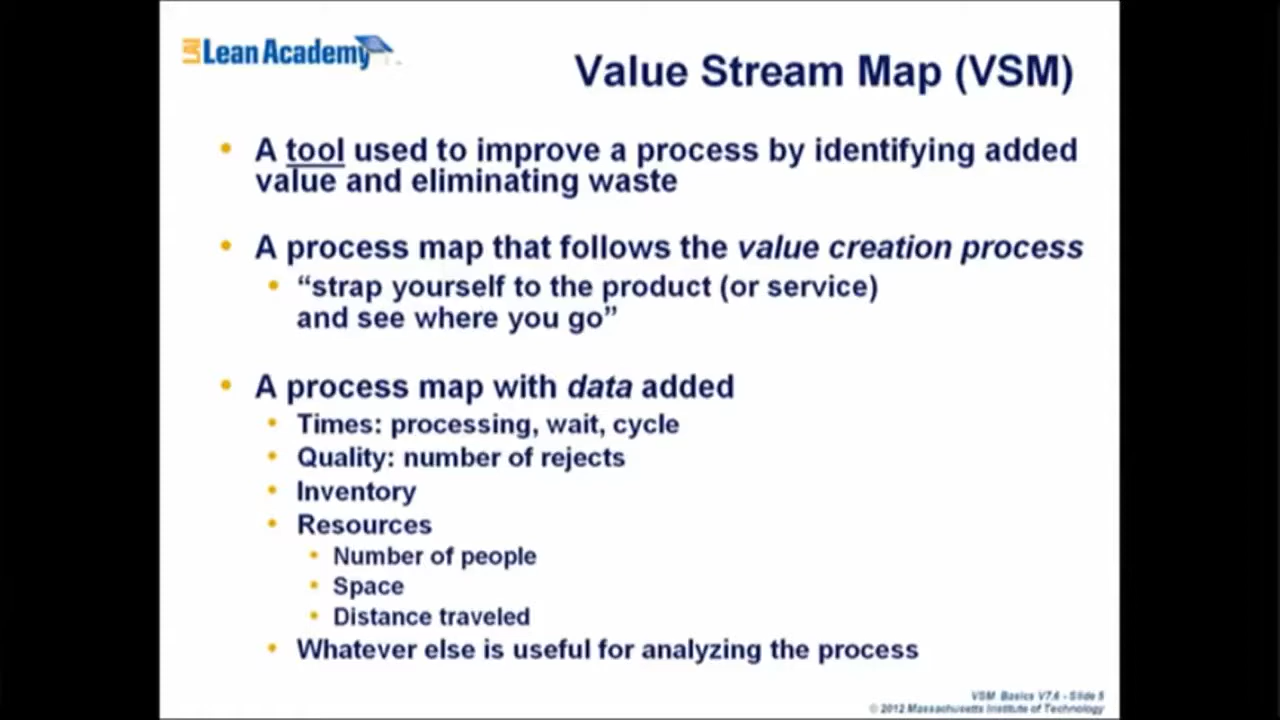 LAI Lean Academy
Value Stream Map (VSM)
• A tool used to improve a process by identifying added
value and eliminating waste
• A process map that follows the value creation process
• “strap yourself to the product (or service)
and see where you go”
• A process map with data added
• Times: processing, wait, cycle
• Quality: number of rejects
• Inventory
• Resources
• Number of people
• Space
• Distance traveled
• Whatever else is useful for analyzing the process
VSM Basics V7.6 - Slide 5
© 2012 Massachusetts Institute of Technology